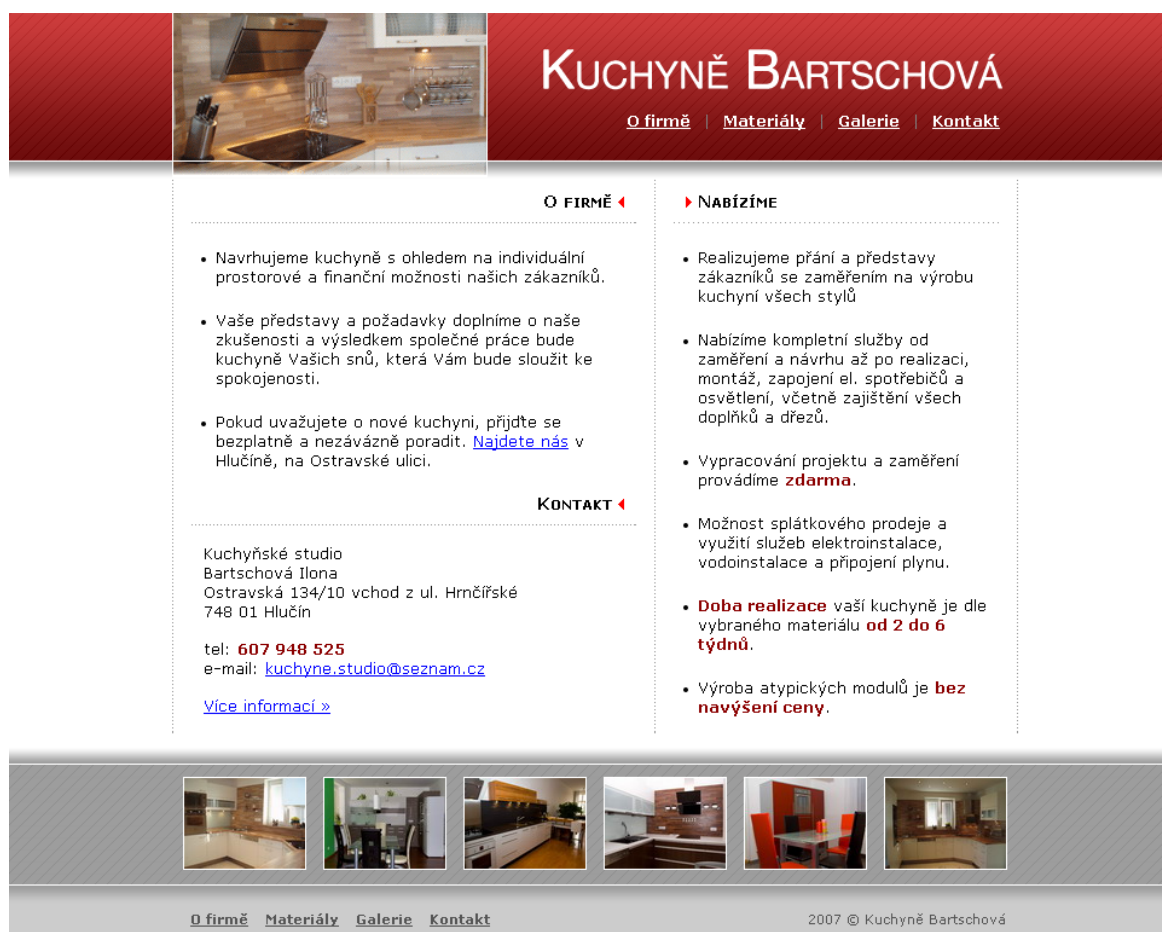 KUCHYNĚ BARTSCHOVÁ
O firmě | Materiály | Galerie | Kontakt
O FIRMĚ
• Navrhujeme kuchyně s ohledem na individuální
prostorové a finanční možnosti našich zákazníků.
• Vaše představy a požadavky doplníme o naše
zkušenosti a výsledkem společné práce bude
kuchyně Vašich snů, která Vám bude sloužit ke
spokojenosti.
• Pokud uvažujete o nové kuchyni, přijďte se
bezplatně a nezávázně poradit. Najdete nás v
Hlučíně, na Ostravské ulici.
KONTAKT
Kuchyňské studio
Bartschová Ilona
Ostravská 134/10 vchod z ul. Hrnčířské
748 01 Hlučín
tel: 607 948 525
e-mail: kuchyne.studio@seznam.cz
Více informací »
NABÍZÍME
• Realizujeme přání a představy
zákazníků se zaměřením na výrobu
kuchyní všech stylů
• Nabízíme kompletní služby od
zaměření a návrhu až po realizaci,
montáž, zapojení el. spotřebičů a
osvětlení, včetně zajištění všech
doplňků a dřezů.
• Vypracování projektu a zaměření
provádíme zdarma.
• Možnost splátkového prodeje a
využití služeb elektroinstalace,
vodoinstalace a připojení plynu.
• Doba realizace vaší kuchyně je dle
vybraného materiálu od 2 do 6
týdnů.
• Výroba atypických modulů je bez
navýšení ceny.
O firmě Materiály Galerie Kontakt
2007 © Kuchyně Bartschová